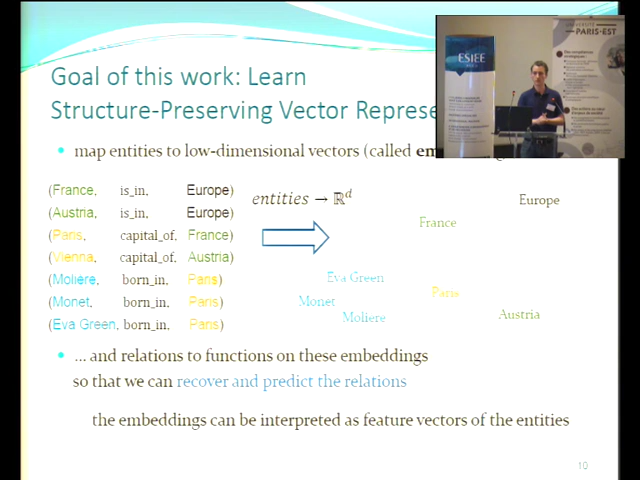 Goal of this work: Learn
Structure-Preserving Vector
map entities to low-dimensional vectors (called
(France, is_in, Europe)
(Austria, is_in, Europe)
(Paris, capital_of, France)
(Vienna, capital_of, Austria)
(Molière, born_in, Paris)
(Monet, born_in, Paris)
(Eva Green, born_in, Paris)
entities → ℝᵈ
Europe
France
Eva Green
Paris
Monet
Moliere
Austria
... and relations to functions on these embeddings
so that we can recover and predict the relations
the embeddings can be interpreted as feature vectors of the entities
10
ESIEE
UNIVERSITÉ
PARIS-EST